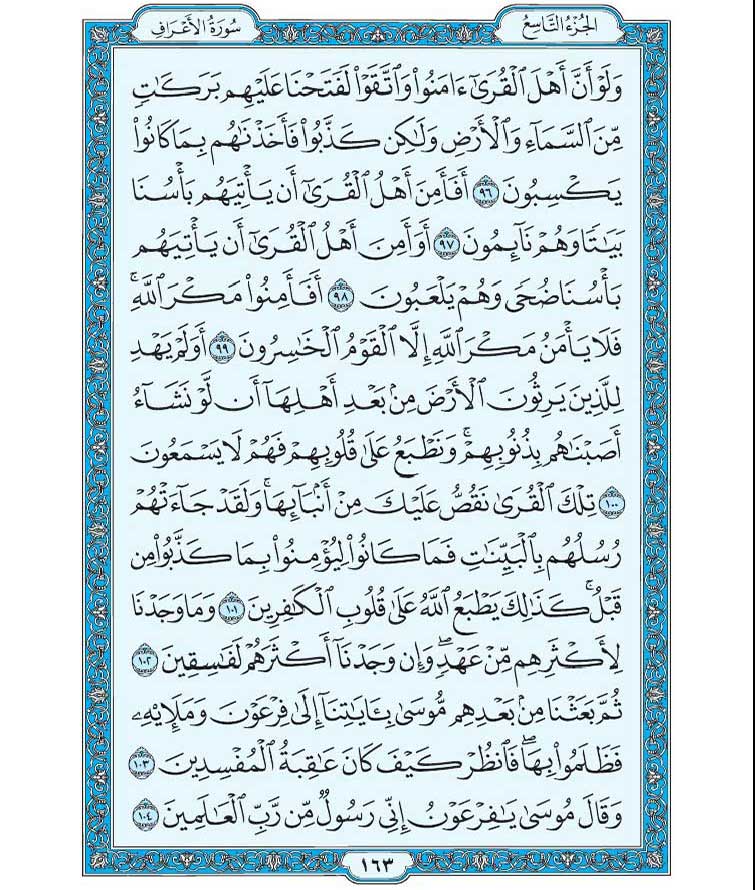 الجُزْءُ التَّاسِعُ
سُورَةُ الأَعْرَافِ
وَلَوْ أَنَّ أَهْلَ ٱلْقُرَىٰٓ ءَامَنُوا۟ وَٱتَّقَوْا۟ لَفَتَحْنَا عَلَيْهِم بَرَكَـٰتٍ
مِّنَ ٱلسَّمَآءِ وَٱلْأَرْضِ وَلَـٰكِن كَذَّبُوا۟ فَأَخَذْنَـٰهُم بِمَا كَانُوا۟
يَكْسِبُونَ ٩٦ أَفَأَمِنَ أَهْلُ ٱلْقُرَىٰٓ أَن يَأْتِيَهُم بَأْسُنَا
بَيَـٰتًا وَهُمْ نَآئِمُونَ ٩٧ أَوَأَمِنَ أَهْلُ ٱلْقُرَىٰٓ أَن يَأْتِيَهُم
بَأْسُنَا ضُحًى وَهُمْ يَلْعَبُونَ ٩٨ أَفَأَمِنُوا۟ مَكْرَ ٱللَّهِ ۚ
فَلَا يَأْمَنُ مَكْرَ ٱللَّهِ إِلَّا ٱلْقَوْمُ ٱلْخَـٰسِرُونَ ٩٩ أَوَلَمْ يَهْدِ
لِلَّذِينَ يَرِثُونَ ٱلْأَرْضَ مِنۢ بَعْدِ أَهْلِهَآ أَن لَّوْ نَشَآءُ
أَصَبْنَـٰهُم بِذُنُوبِهِمْ ۚ وَنَطْبَعُ عَلَىٰ قُلُوبِهِمْ فَهُمْ لَا يَسْمَعُونَ
١٠٠ تِلْكَ ٱلْقُرَىٰ نَقُصُّ عَلَيْكَ مِنْ أَنۢبَآئِهَا ۚ وَلَقَدْ جَآءَتْهُمْ
رُسُلُهُم بِٱلْبَيِّنَـٰتِ فَمَا كَانُوا۟ لِيُؤْمِنُوا۟ بِمَا كَذَّبُوا۟ مِن
قَبْلُ ۚ كَذَٰلِكَ يَطْبَعُ ٱللَّهُ عَلَىٰ قُلُوبِ ٱلْكَـٰفِرِينَ ١٠١ وَمَا وَجَدْنَا
لِأَكْثَرِهِم مِّنْ عَهْدٍ ۖ وَإِن وَجَدْنَآ أَكْثَرَهُمْ لَفَـٰسِقِينَ ١٠٢
ثُمَّ بَعَثْنَا مِنۢ بَعْدِهِم مُّوسَىٰ بِـَٔايَـٰتِنَآ إِلَىٰ فِرْعَوْنَ وَمَلَإِي۟هِۦ
فَظَلَمُوا۟ بِهَا ۖ فَٱنظُرْ كَيْفَ كَانَ عَـٰقِبَةُ ٱلْمُفْسِدِينَ ١٠٣
وَقَالَ مُوسَىٰ يَـٰفِرْعَوْنُ إِنِّى رَسُولٌ مِّن رَّبِّ ٱلْعَـٰلَمِينَ ١٠٤
١٦٣